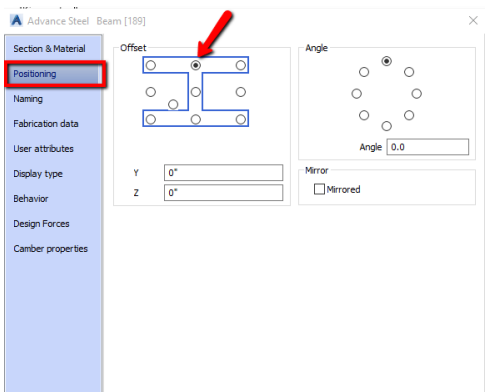 Advance Steel Beam [189]
Section & Material
Positioning
Naming
Fabrication data
User attributes
Display type
Behavior
Design Forces
Camber properties
Offset
Y 0"
Z 0"
Angle
Angle 0.0
Mirror
Mirrored